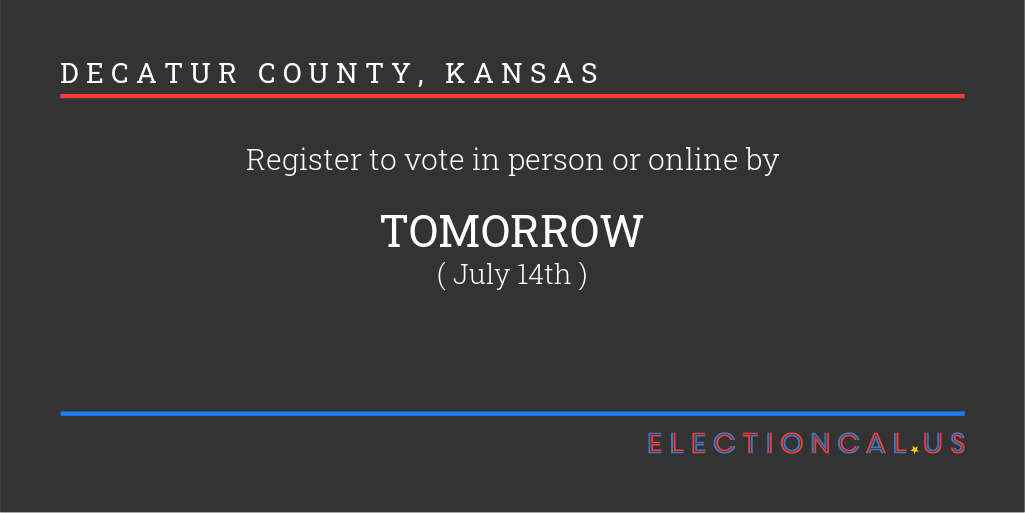 DECATUR COUNTY, KANSAS
Register to vote in person or online by
TOMORROW
( July 14th )
ELECTIONCAL.US